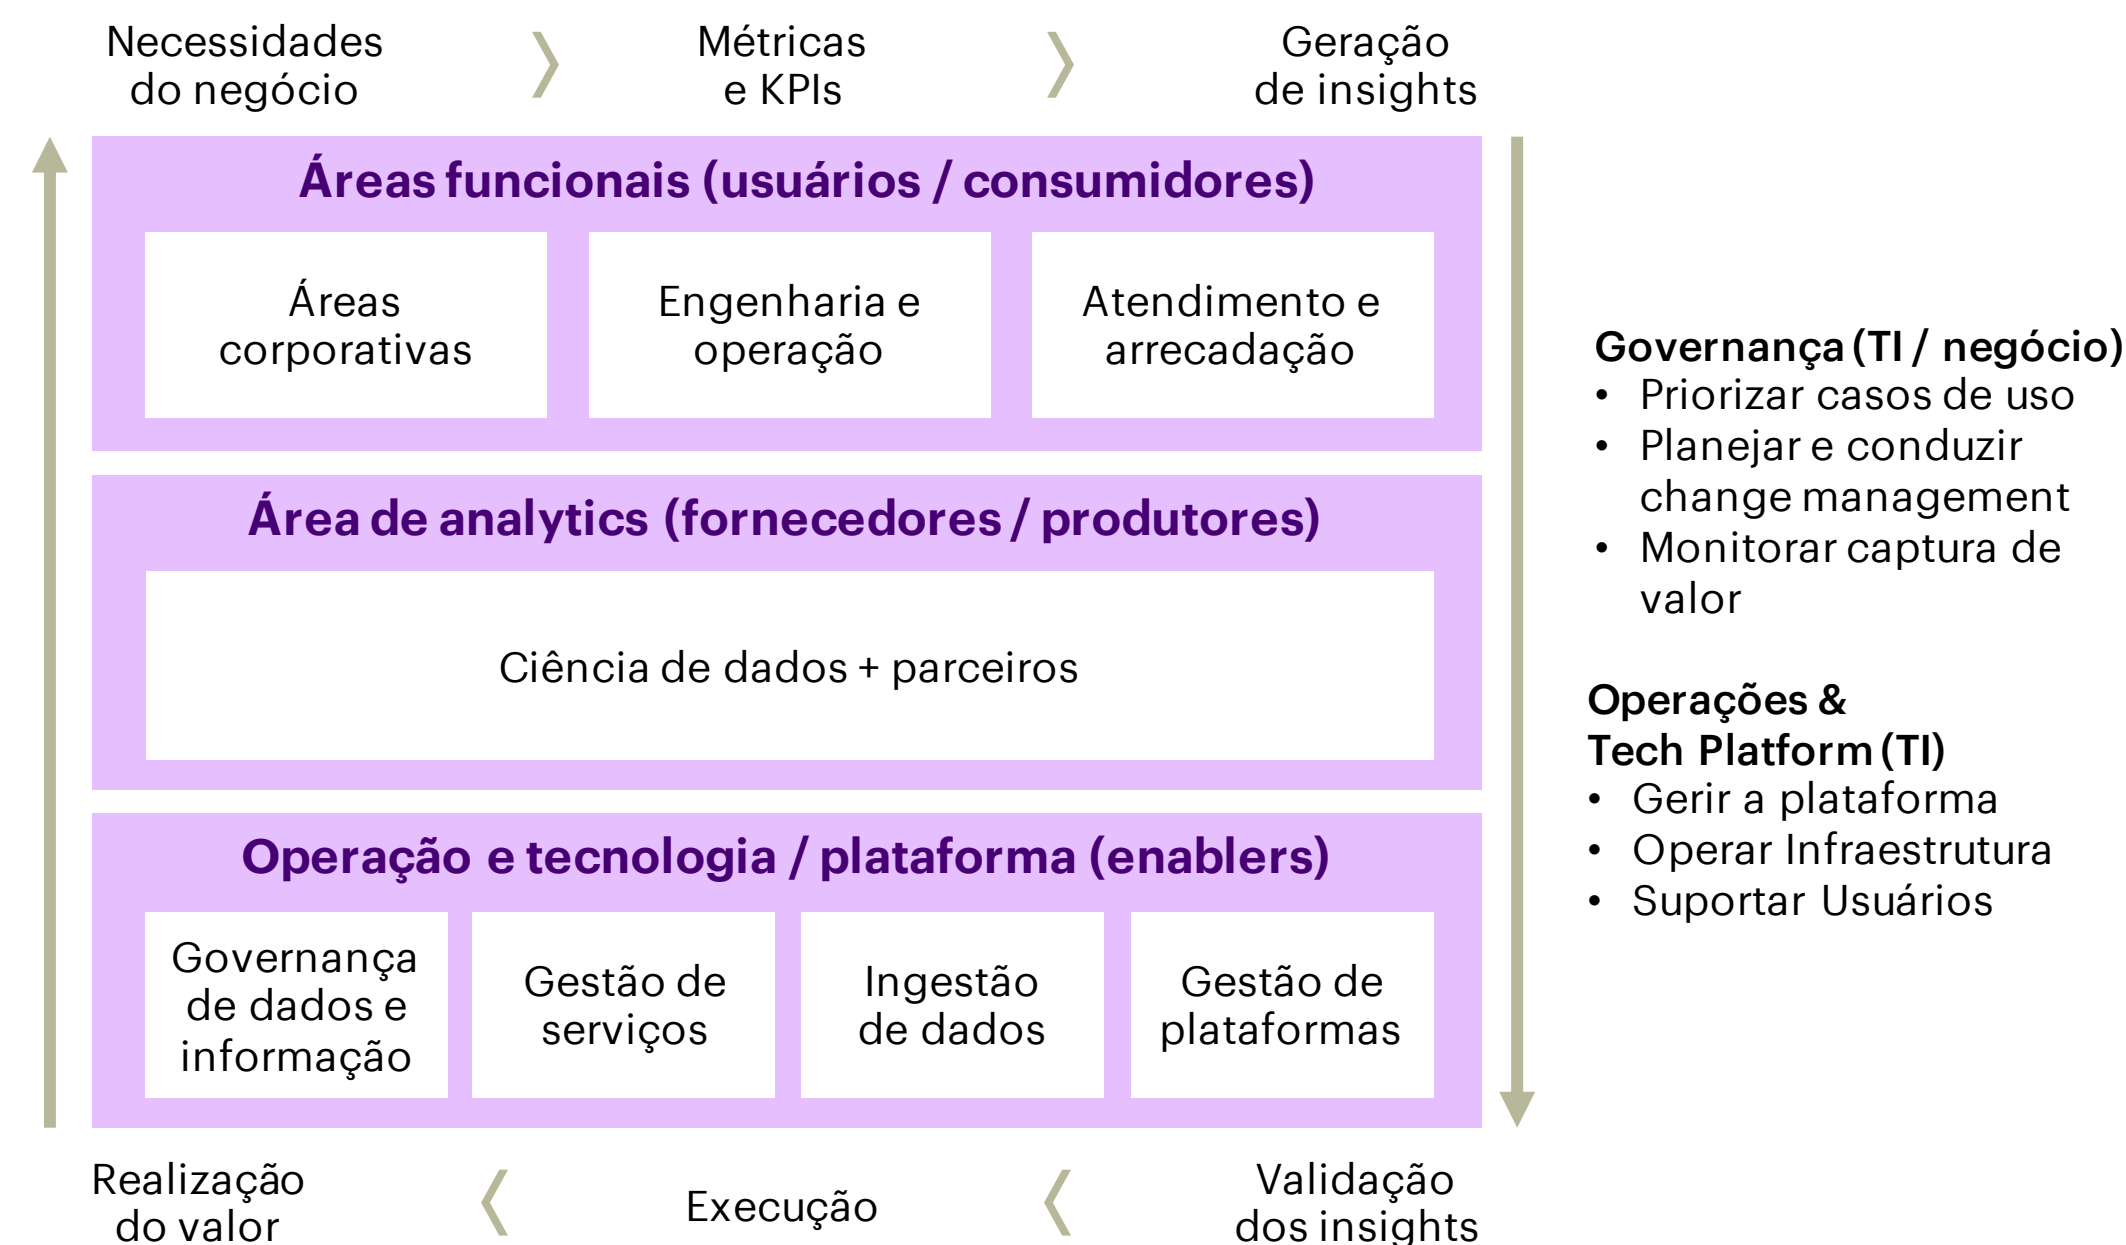 Necessidades
do negócio
Métricas
e KPIs
Geração
de insights
Áreas funcionais (usuários / consumidores)
Áreas
corporativas
Engenharia e
operação
Atendimento e
arrecadação
Área de analytics (fornecedores / produtores)
Ciência de dados + parceiros
Operação e tecnologia / plataforma (enablers)
Governança
de dados e
informação
Gestão de
serviços
Ingestão
de dados
Gestão de
plataformas
Realização
do valor
Execução
Validação
dos insights
Governança (TI / negócio)
• Priorizar casos de uso
• Planejar e conduzir
change management
• Monitorar captura de
valor
Operações &
Tech Platform (TI)
• Gerir a plataforma
• Operar Infraestrutura
• Suportar Usuários